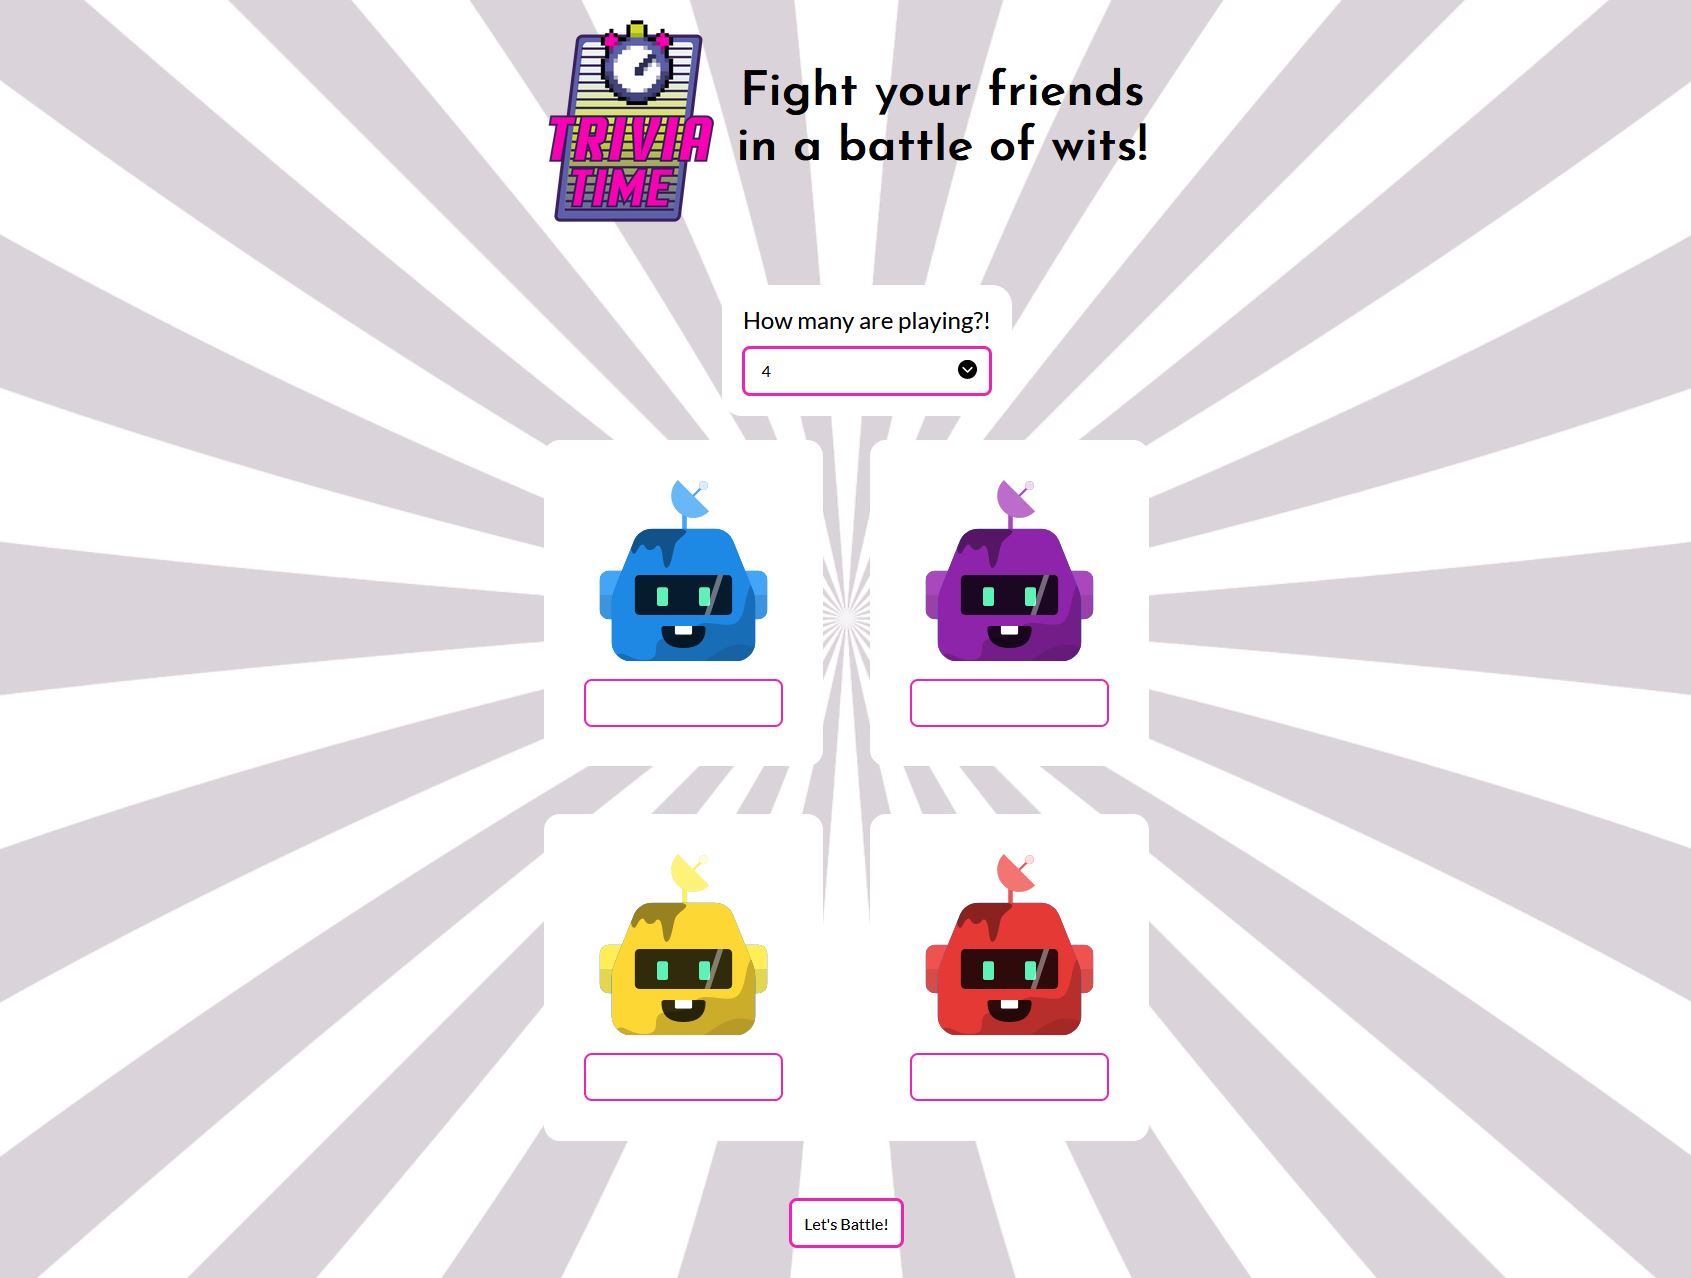 TRIVIA
TIME
Fight your friends
in a battle of wits!
How many are playing?!
4
Let's Battle!